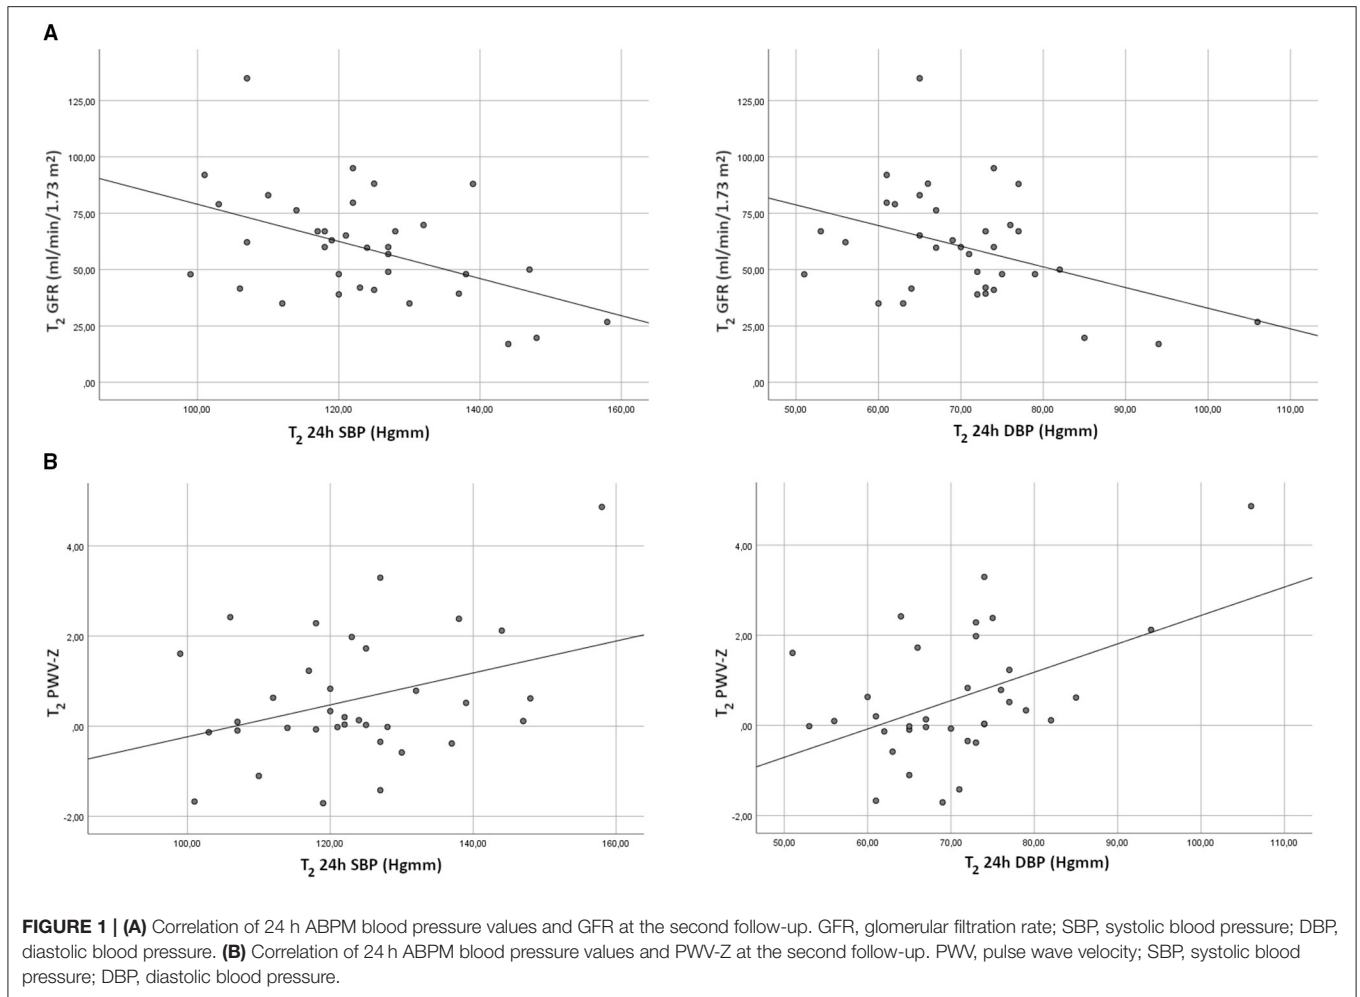 A
125,00
100,00
75,00
50,00
25,00
,00
T2 GFR (ml/min/1.73 m²)
100,00 120,00 140,00 160,00
T2 24h SBP (Hgmm)
125,00
100,00
75,00
50,00
25,00
,00
T2 GFR (ml/min/1.73 m²)
50,00 60,00 70,00 80,00 90,00 100,00 110,00
T2 24h DBP (Hgmm)
B
4,00
2,00
,00
-2,00
T2 PWV-Z
100,00 120,00 140,00 160,00
T2 24h SBP (Hgmm)
4,00
2,00
,00
-2,00
T2 PWV-Z
50,00 60,00 70,00 80,00 90,00 100,00 110,00
T2 24h DBP (Hgmm)
FIGURE 1 | (A) Correlation of 24 h ABPM blood pressure values and GFR at the second follow-up. GFR, glomerular filtration rate; SBP, systolic blood pressure; DBP,
diastolic blood pressure. (B) Correlation of 24 h ABPM blood pressure values and PWV-Z at the second follow-up. PWV, pulse wave velocity; SBP, systolic blood
pressure; DBP, diastolic blood pressure.